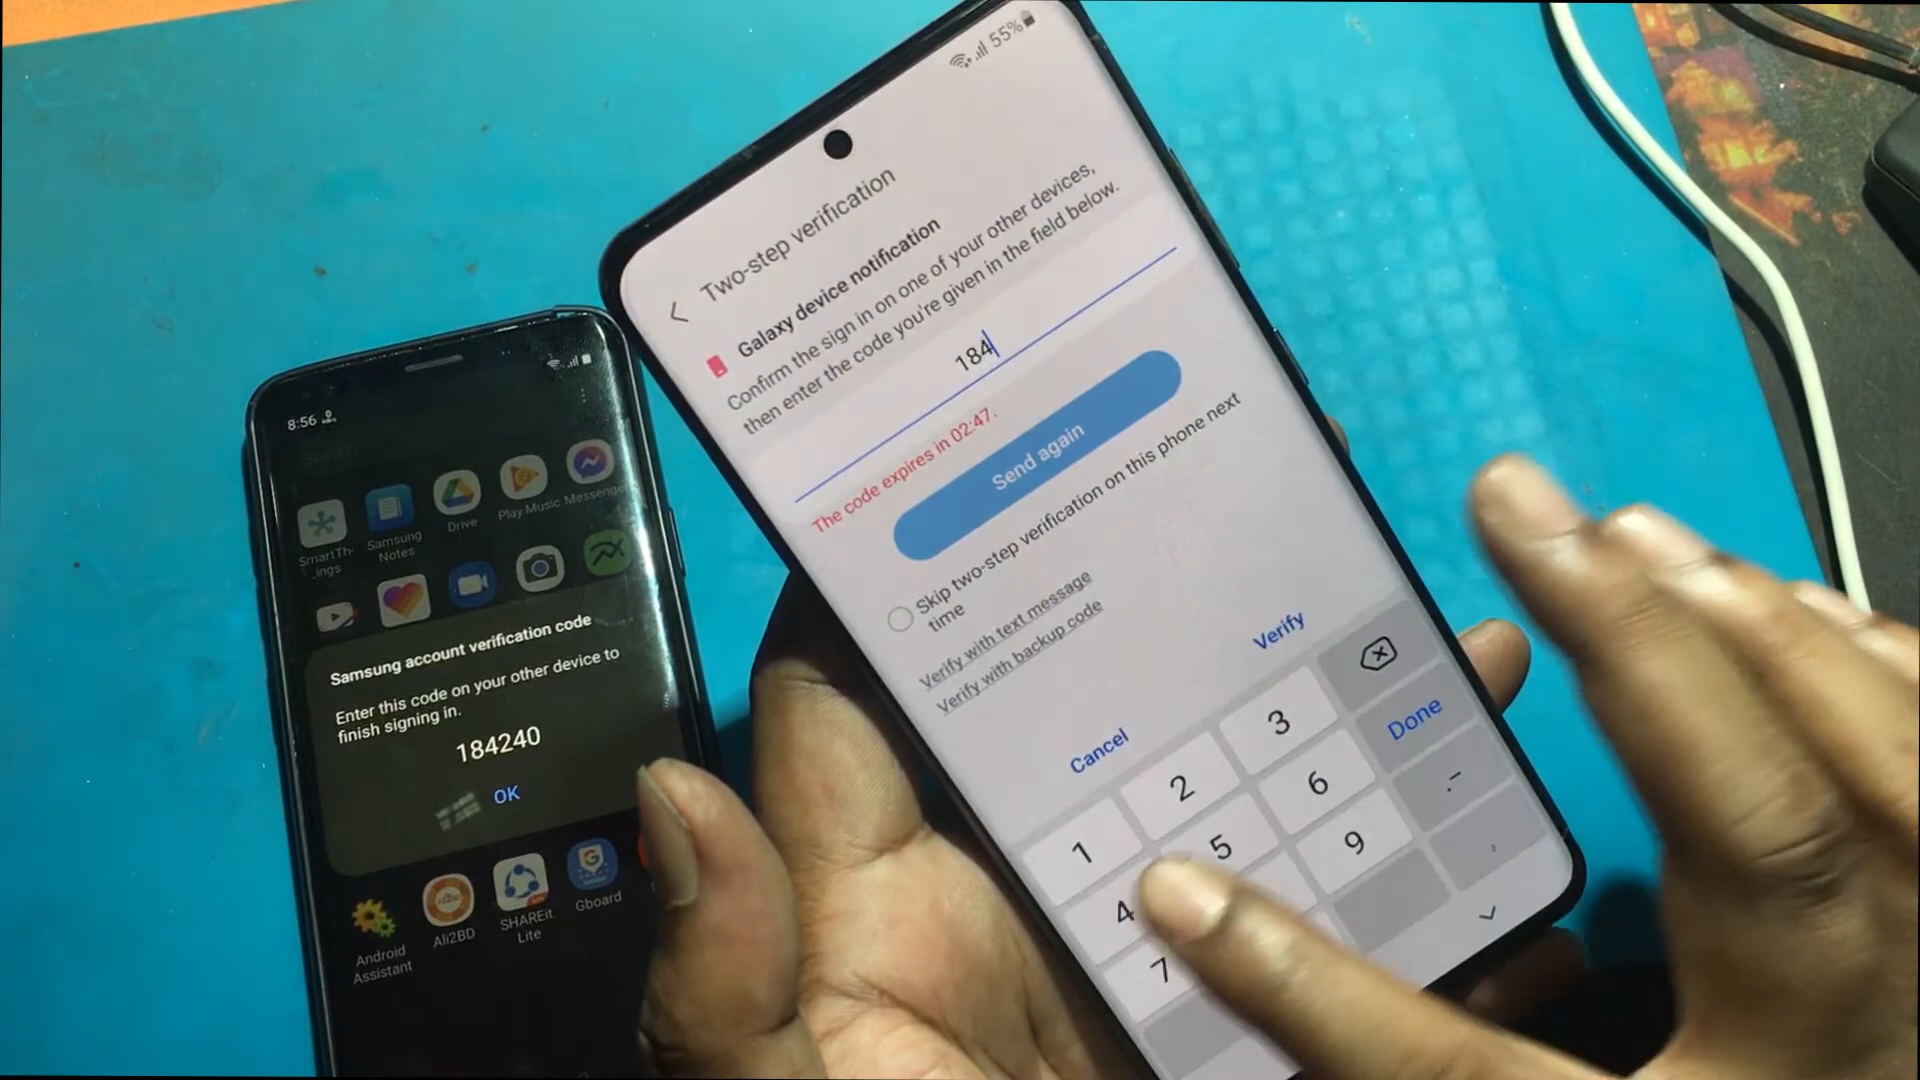 8:56
Search
SmartTh-
ings
Samsung
Notes
Drive
Play Music
Messenger
Samsung account verification code
Enter this code on your other device to
finish signing in.
184240
OK
Android
Assistant
Ali2BD
SHAREit
Lite
Gboard
55%
Two-step verification
Galaxy device notification
Confirm the sign in on one of your other devices,
then enter the code you're given in the field below.
184
The code expires in 02:47.
Send again
Skip two-step verification on this phone next
time
Verify with text message
Verify with backup code
Cancel
Verify
1
2
3
4
5
6
Done
7
9
.-
,